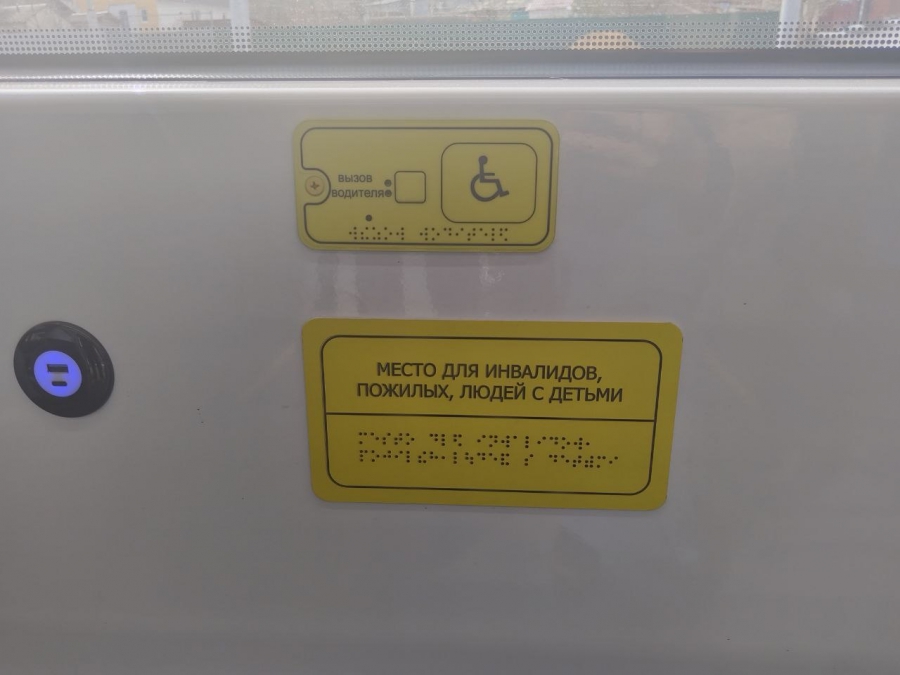 вызов
водителя
МЕСТО ДЛЯ ИНВАЛИДОВ,
ПОЖИЛЫХ, ЛЮДЕЙ С ДЕТЬМИ